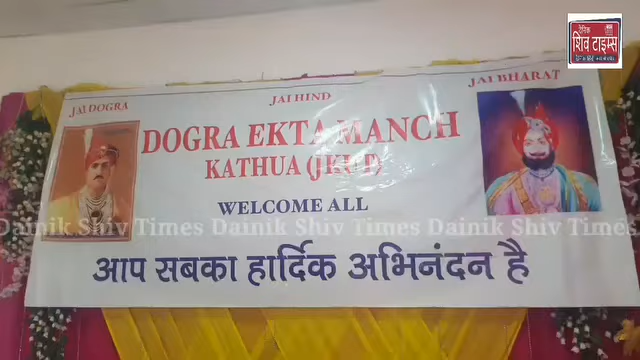 दैनिक
शिव टाइम्स
JAI DOGRA
JAI HIND
JAI BHARAT
DOGRA EKTA MANCH
KATHUA (JKUT)
WELCOME ALL
Dainik Shiv Times Dainik Shiv Times Dainik Shiv Times
आप सबका हार्दिक अभिनंदन है